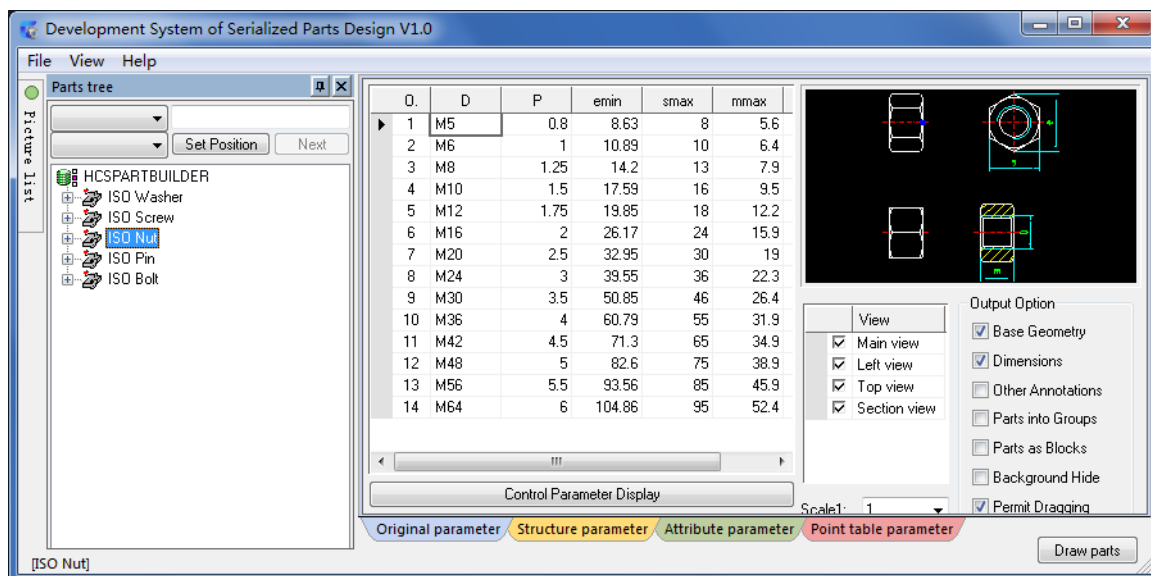 Development System of Serialized Parts Design V1.0
File View Help
Picture list
Parts tree
Set Position Next
HCSPARTBUILDER
ISO Washer
ISO Screw
ISO Nut
ISO Pin
ISO Bolt
O. D P emin smax mmax
1 M5 0.8 8.63 8 5.6
2 M6 1 10.89 10 6.4
3 M8 1.25 14.2 13 7.9
4 M10 1.5 17.59 16 9.5
5 M12 1.75 19.85 18 12.2
6 M16 2 26.17 24 15.9
7 M20 2.5 32.95 30 19
8 M24 3 39.55 36 22.3
9 M30 3.5 50.85 46 26.4
10 M36 4 60.79 55 31.9
11 M42 4.5 71.3 65 34.9
12 M48 5 82.6 75 38.9
13 M56 5.5 93.56 85 45.9
14 M64 6 104.86 95 52.4
Control Parameter Display
View
Main view
Left view
Top view
Section view
Scale1: 1
Output Option
Base Geometry
Dimensions
Other Annotations
Parts into Groups
Parts as Blocks
Background Hide
Permit Dragging
Original parameter Structure parameter Attribute parameter Point table parameter
Draw parts
[ISO Nut]